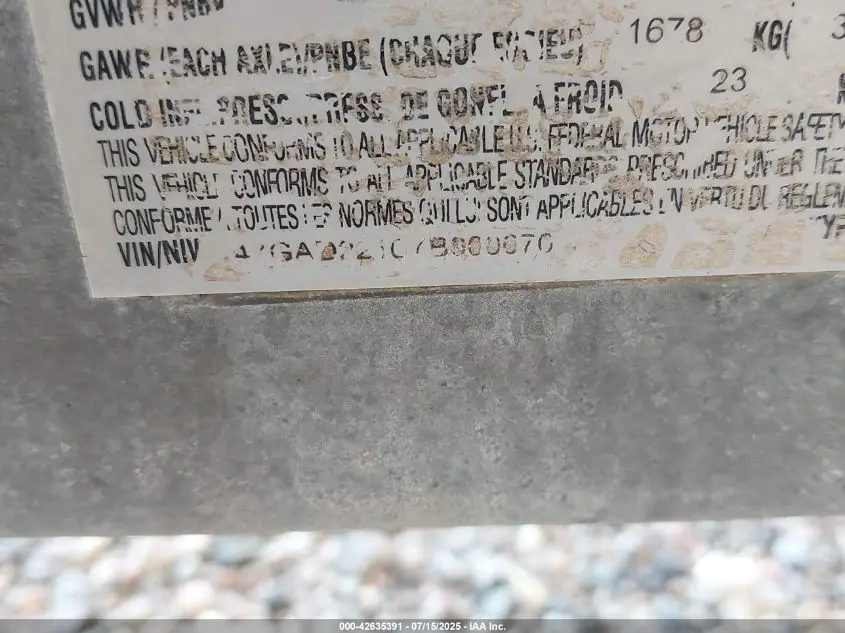 GVWR / PNBV
GAWR (EACH AXLE)/PNBE (CHAQUE ESSIEU) 1678 KG( 3
COLD INFL. PRESS./PRESS. DE GONFL. A FROID 23
THIS VEHICLE CONFORMS TO ALL APPLICABLE U.S. FEDERAL MOTOR VEHICLE SAFETY
THIS VEHICLE CONFORMS TO ALL APPLICABLE STANDARDS PRESCRIBED UNDER THE
CONFORME A TOUTES LES NORMES QUI LUI SONT APPLICABLES EN VERTU DU REGLEM
VIN/NIV
000-42635391 - 07/15/2025 - IAA Inc.